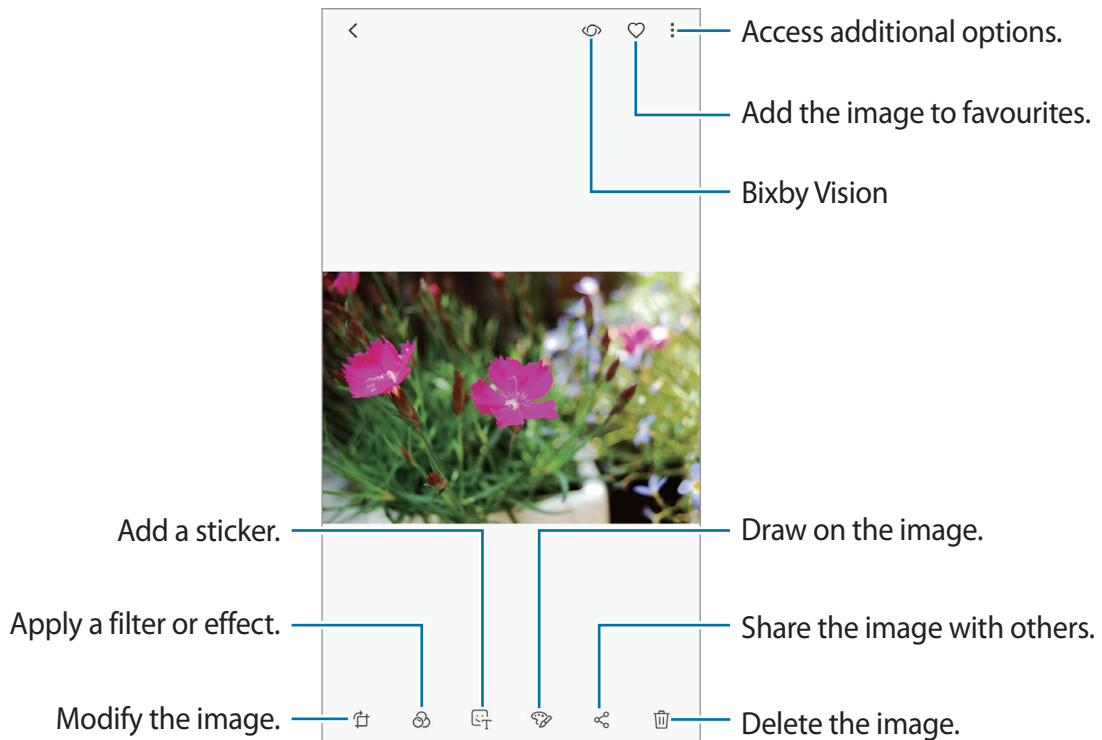 Access additional options.
Add the image to favourites.
Bixby Vision
Add a sticker.
Draw on the image.
Apply a filter or effect.
Share the image with others.
Modify the image.
Delete the image.